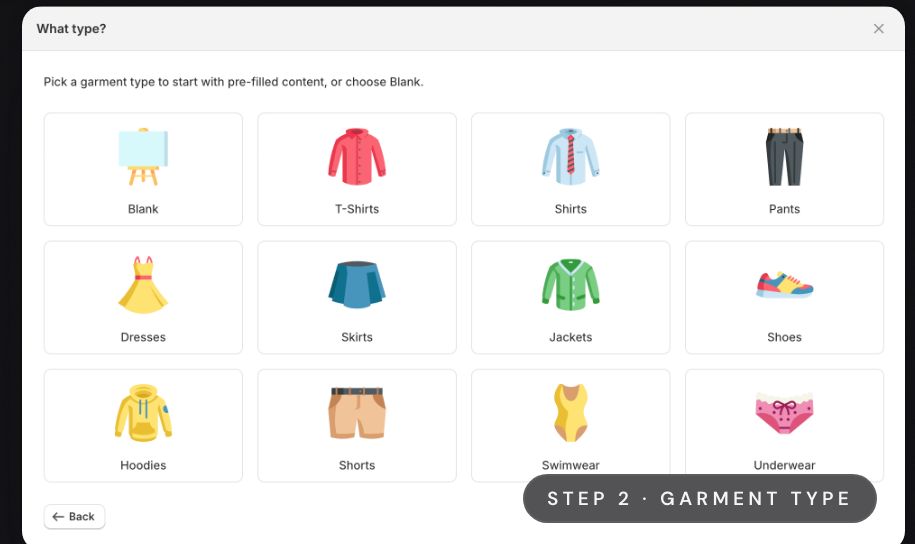 What type?
Pick a garment type to start with pre-filled content, or choose Blank.
Blank
T-Shirts
Shirts
Pants
Dresses
Skirts
Jackets
Shoes
Hoodies
Shorts
Swimwear
Underwear
STEP 2 · GARMENT TYPE
Back